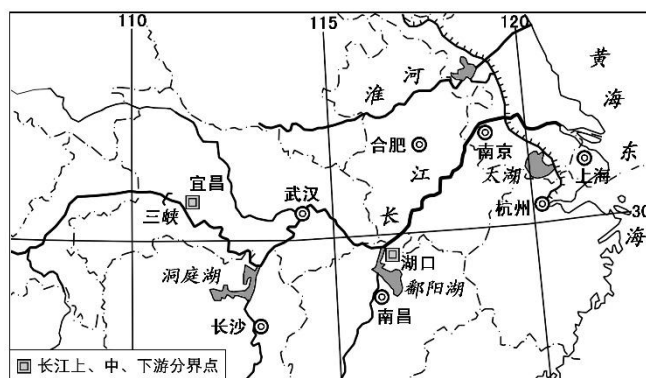 110
115
120
黄
海
淮
河
合肥
江
南京
太湖
上海
东
宜昌
武汉
长
杭州
三峡
30
海
洞庭湖
湖口
鄱阳湖
长沙
南昌
长江上、中、下游分界点